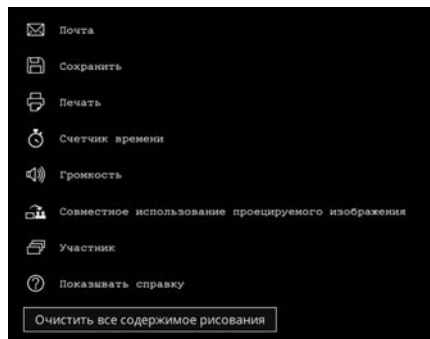 Почта
Сохранить
Печать
Счетчик времени
Громкость
Совместное использование проецируемого изображения
Участник
Показывать справку
Очистить все содержимое рисования